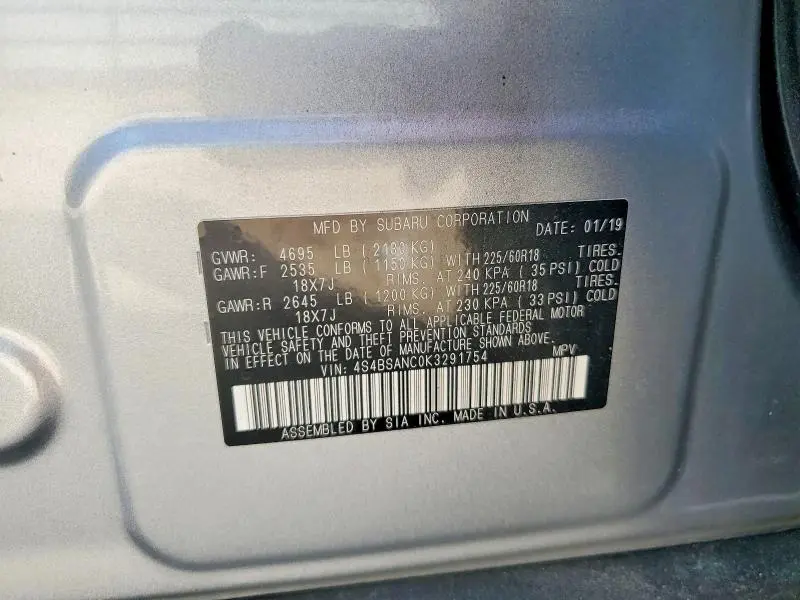 MFD BY SUBARU CORPORATION DATE: 01/19
GVWR: 4695 LB (2130 KG)
GAWR:F 2535 LB (1150 KG) WITH 225/60R18 TIRES.
18X7J RIMS. AT 240 KPA ( 35 PSI) COLD
GAWR:R 2645 LB (1200 KG) WITH 225/60R18 TIRES.
18X7J RIMS. AT 230 KPA ( 33 PSI) COLD
THIS VEHICLE CONFORMS TO ALL APPLICABLE FEDERAL MOTOR
VEHICLE SAFETY AND THEFT PREVENTION STANDARDS
IN EFFECT ON THE DATE OF MANUFACTURE SHOWN ABOVE.
VIN: 4S4BSANC0K3291754 MPV
ASSEMBLED BY SIA INC. MADE IN U.S.A.